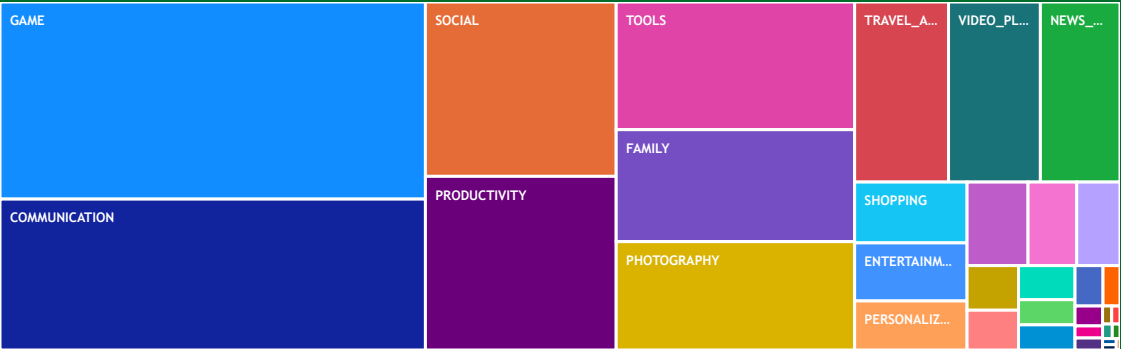 GAME
SOCIAL
TOOLS
TRAVEL_A...
VIDEO_PL...
NEWS_...
FAMILY
PRODUCTIVITY
SHOPPING
COMMUNICATION
PHOTOGRAPHY
ENTERTAINM...
PERSONALIZ...